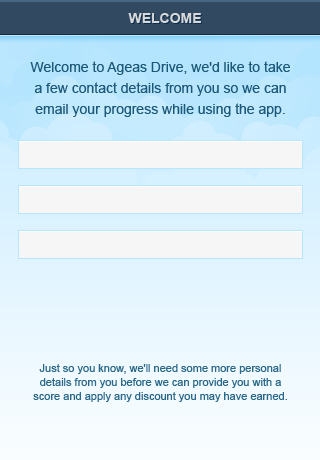 WELCOME
Welcome to Ageas Drive, we'd like to take
a few contact details from you so we can
email your progress while using the app.
Just so you know, we'll need some more personal
details from you before we can provide you with a
score and apply any discount you may have earned.